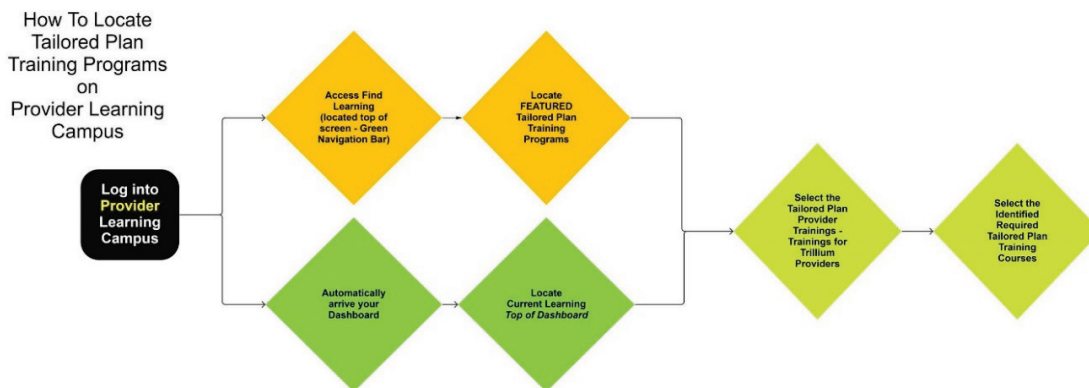 How To Locate
Tailored Plan
Training Programs
on
Provider Learning
Campus
Log into
Provider
Learning
Campus
Access Find
Learning
(located top of
screen - Green
Navigation Bar)
Locate
FEATURED
Tailored Plan
Training
Programs
Automatically
arrive your
Dashboard
Locate
Current Learning
Top of Dashboard
Select the
Tailored Plan
Provider
Trainings -
Trainings for
Trillium
Providers
Select the
Identified
Required
Tailored Plan
Training
Courses